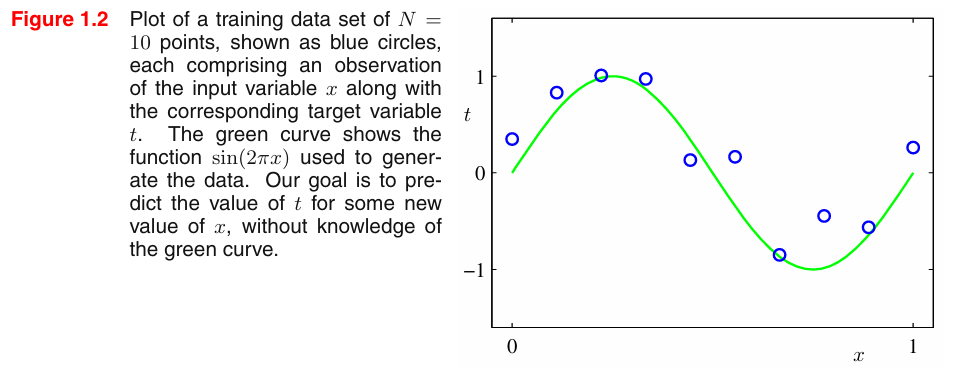 Figure 1.2 Plot of a training data set of N =
10 points, shown as blue circles,
each comprising an observation
of the input variable x along with
the corresponding target variable
t. The green curve shows the
function sin(2πx) used to gener-
ate the data. Our goal is to pre-
dict the value of t for some new
value of x, without knowledge of
the green curve.
1
t
0
−1
0
x
1